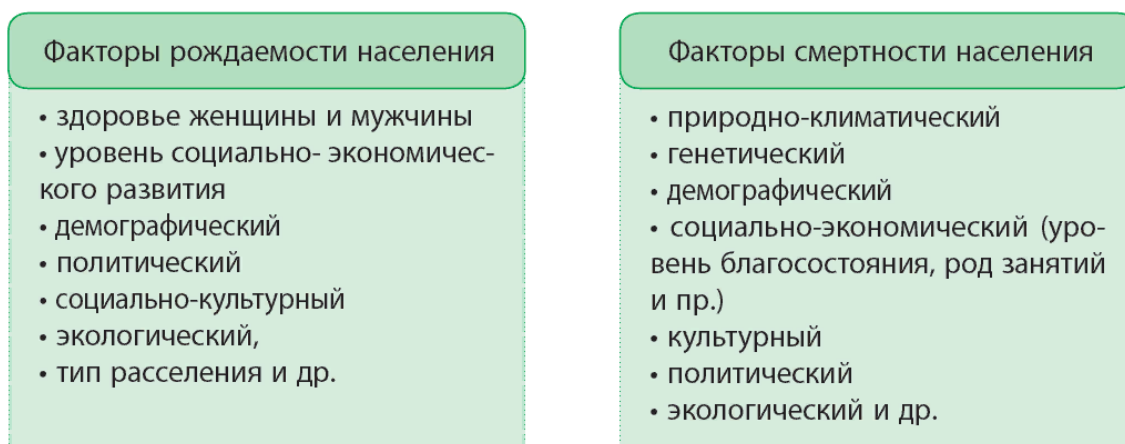 Факторы рождаемости населения
• здоровье женщины и мужчины
• уровень социально- экономичес-
кого развития
• демографический
• политический
• социально-культурный
• экологический,
• тип расселения и др.
Факторы смертности населения
• природно-климатический
• генетический
• демографический
• социально-экономический (уро-
вень благосостояния, род занятий
и пр.)
• культурный
• политический
• экологический и др.